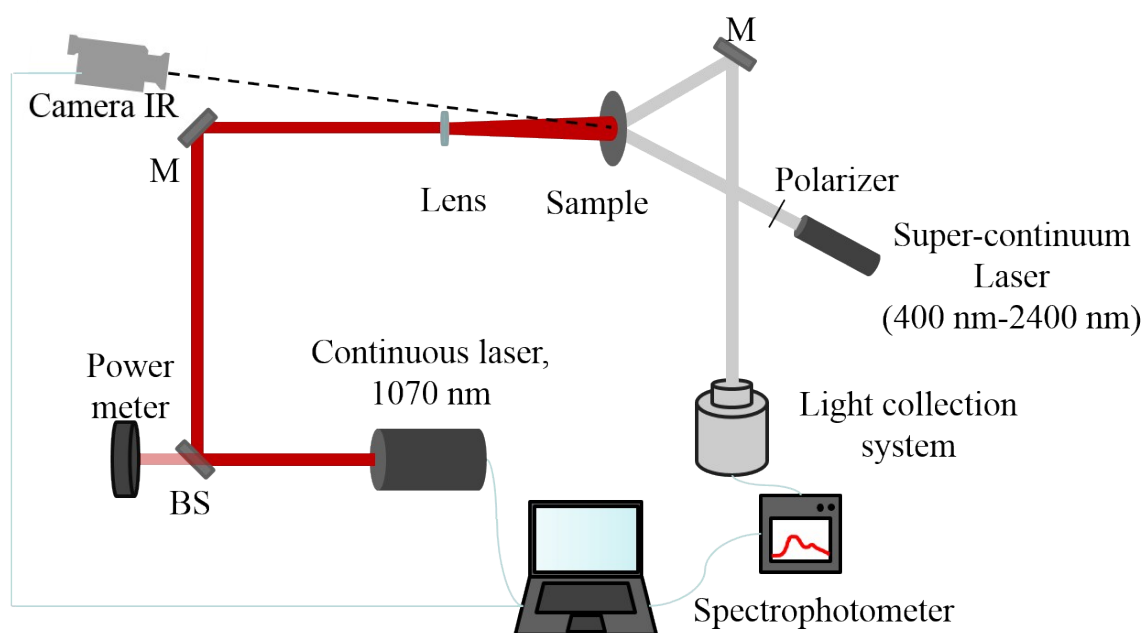 M
Camera IR
M
Lens
Sample
Polarizer
Super-continuum
Laser
(400 nm-2400 nm)
Power
meter
Continuous laser,
1070 nm
Light collection
system
BS
Spectrophotometer